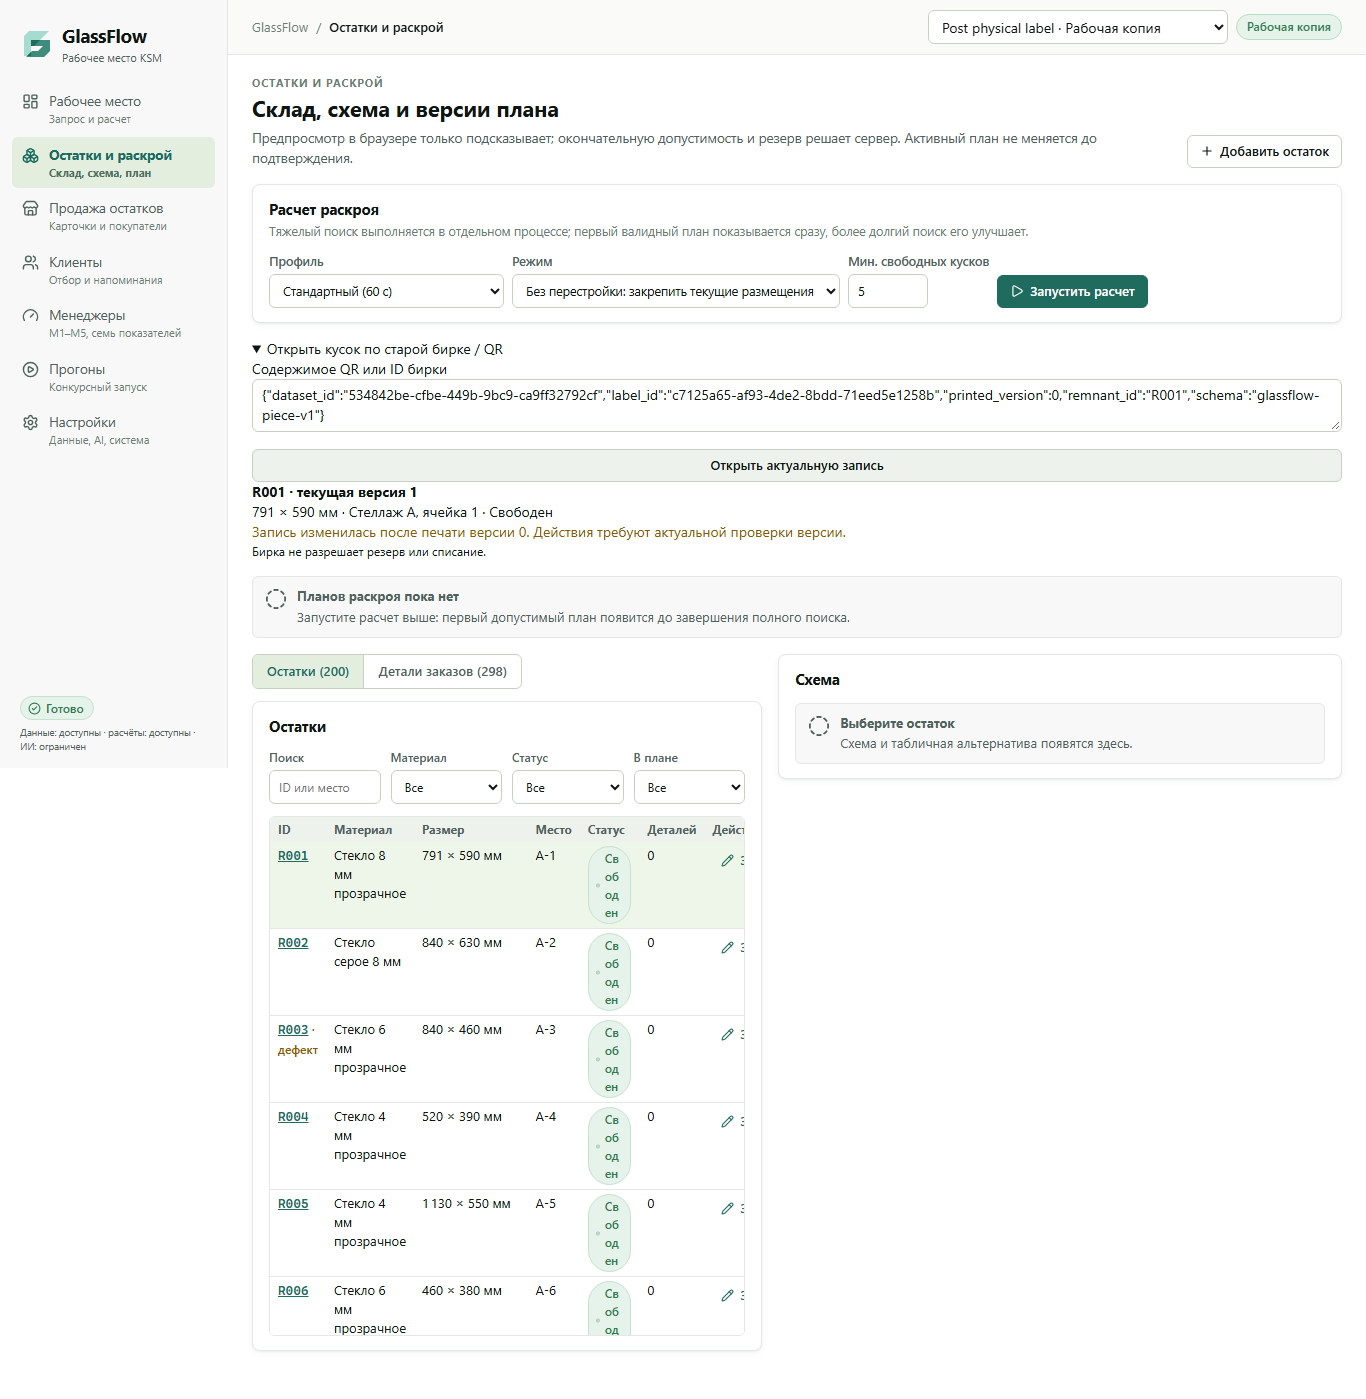 GlassFlow
Рабочее место KSM
Рабочее место
Запрос и расчет
Остатки и раскрой
Склад, схема, план
Продажа остатков
Карточки и покупатели
Клиенты
Отбор и напоминания
Менеджеры
М1–М5, семь показателей
Прогоны
Конкурсный запуск
Настройки
Данные, AI, система
Готово
Данные: доступны · расчёты: доступны ·
ИИ: ограничен
GlassFlow / Остатки и раскрой
Post physical label · Рабочая копия
Рабочая копия
ОСТАТКИ И РАСКРОЙ
Склад, схема и версии плана
Предпросмотр в браузере только подсказывает; окончательную допустимость и резерв решает сервер. Активный план не меняется до
подтверждения.
Добавить остаток
Расчет раскроя
Тяжелый поиск выполняется в отдельном процессе; первый валидный план показывается сразу, более долгий поиск его улучшает.
Профиль Режим Мин. свободных кусков
Стандартный (60 с) Без перестройки: закрепить текущие размещения 5 Запустить расчет
▼ Открыть кусок по старой бирке / QR
Содержимое QR или ID бирки
{"dataset_id":"534842be-cfbe-449b-9bc9-ca9ff32792cf","label_id":"c7125a65-af93-4de2-8bdd-71eed5e1258b","printed_version":0,"remnant_id":"R001","schema":"glassflow-
piece-v1"}
Открыть актуальную запись
R001 · текущая версия 1
791 × 590 мм · Стеллаж A, ячейка 1 · Свободен
Запись изменилась после печати версии 0. Действия требуют актуальной проверки версии.
Бирка не разрешает резерв или списание.
Планов раскроя пока нет
Запустите расчет выше: первый допустимый план появится до завершения полного поиска.
Остатки (200) Детали заказов (298)
Остатки
Поиск Материал Статус В плане
ID или место Все Все Все
ID Материал Размер Место Статус Деталей Дейст
R001 Стекло 8 791 × 590 мм A-1 Св 0
мм об
прозрачное од
ен
R002 Стекло 840 × 630 мм A-2 Св 0
серое 8 мм об
од
ен
R003 · Стекло 6 840 × 460 мм A-3 Св 0
дефект мм об
прозрачное од
ен
R004 Стекло 4 520 × 390 мм A-4 Св 0
мм об
прозрачное од
ен
R005 Стекло 4 1 130 × 550 мм A-5 Св 0
мм об
прозрачное од
ен
R006 Стекло 6 460 × 380 мм A-6 Св 0
мм об
прозрачное од
Схема
Выберите остаток
Схема и табличная альтернатива появятся здесь.